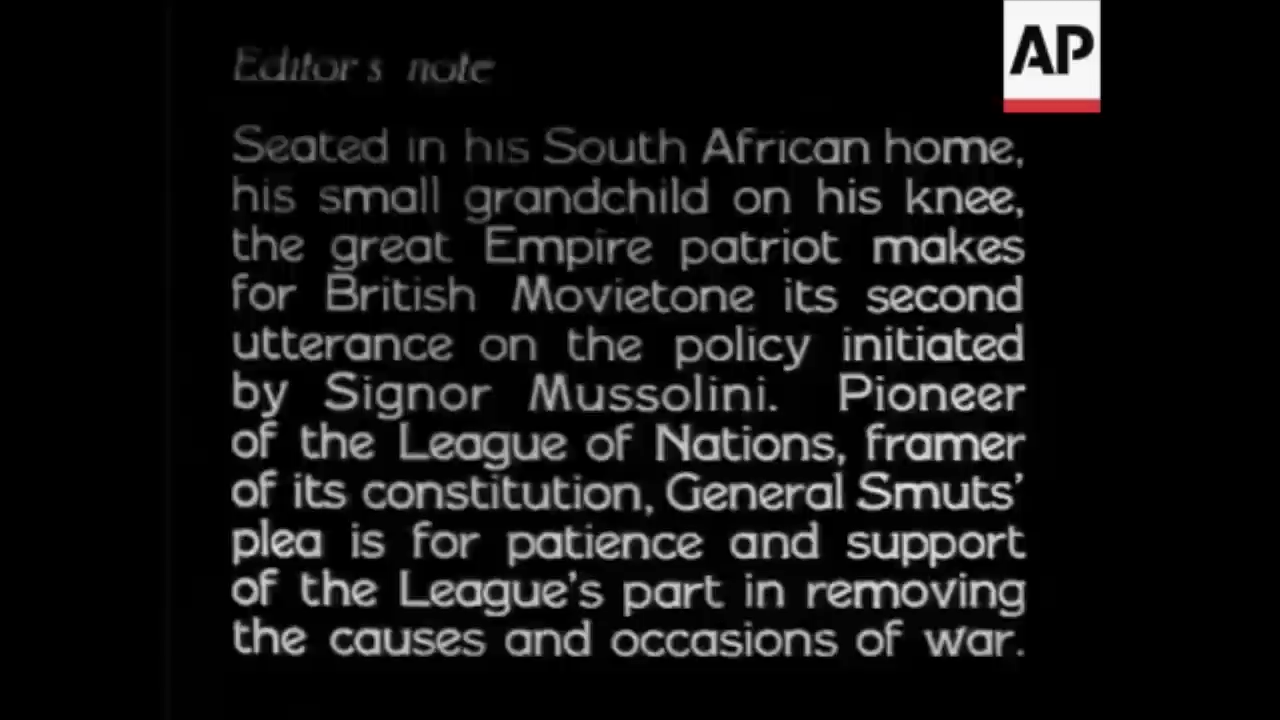 Editor's note
AP
Seated in his South African home,
his small grandchild on his knee,
the great Empire patriot makes
for British Movietone its second
utterance on the policy initiated
by Signor Mussolini. Pioneer
of the League of Nations, framer
of its constitution, General Smuts'
plea is for patience and support
of the League's part in removing
the causes and occasions of war.